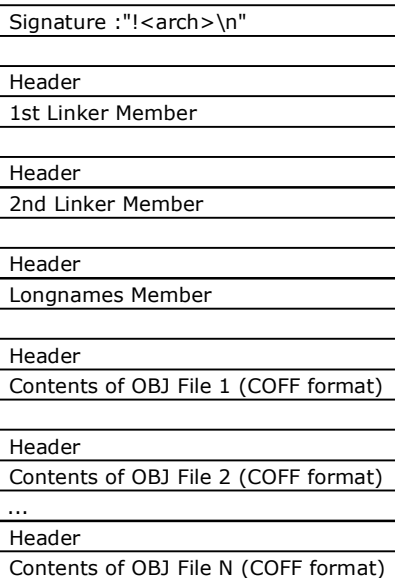 Signature :"!<arch>\n"
Header
1st Linker Member
Header
2nd Linker Member
Header
Longnames Member
Header
Contents of OBJ File 1 (COFF format)
Header
Contents of OBJ File 2 (COFF format)
...
Header
Contents of OBJ File N (COFF format)